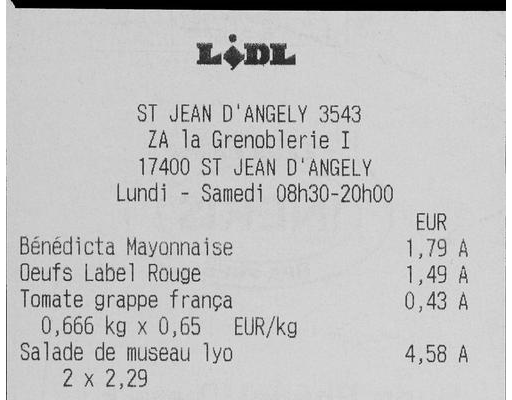 LIDL
ST JEAN D'ANGELY 3543
ZA la Grenoblerie I
17400 ST JEAN D'ANGELY
Lundi - Samedi 08h30-20h00
EUR
Bénédicta Mayonnaise 1,79 A
Oeufs Label Rouge 1,49 A
Tomate grappe frança 0,43 A
0,666 kg x 0,65 EUR/kg
Salade de museau lyo 4,58 A
2 x 2,29